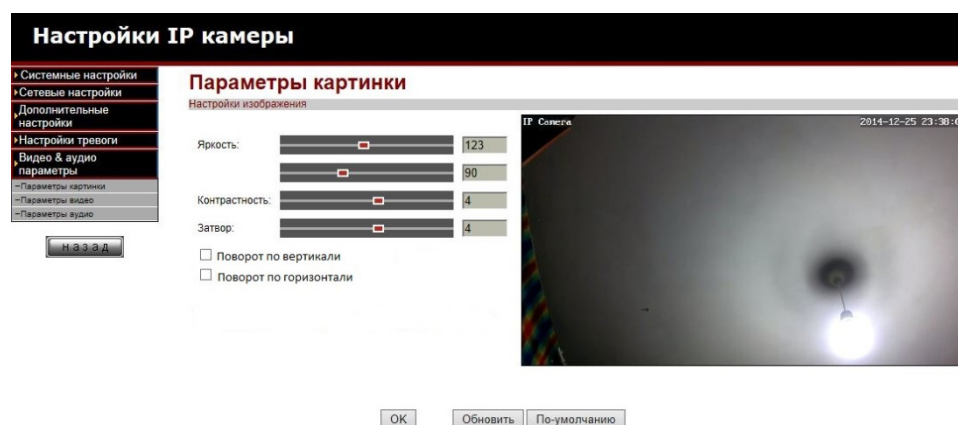 Настройки IP камеры
Системные настройки
Сетевые настройки
Дополнительные
настройки
Настройки тревоги
Видео & аудио
параметры
-Параметры картинки
-Параметры видео
-Параметры аудио
назад
Параметры картинки
Настройки изображения
Яркость: 123
90
Контрастность: 4
Затвор: 4
Поворот по вертикали
Поворот по горизонтали
IP Camera 2014-12-25 23:38:0
OK Обновить По-умолчанию